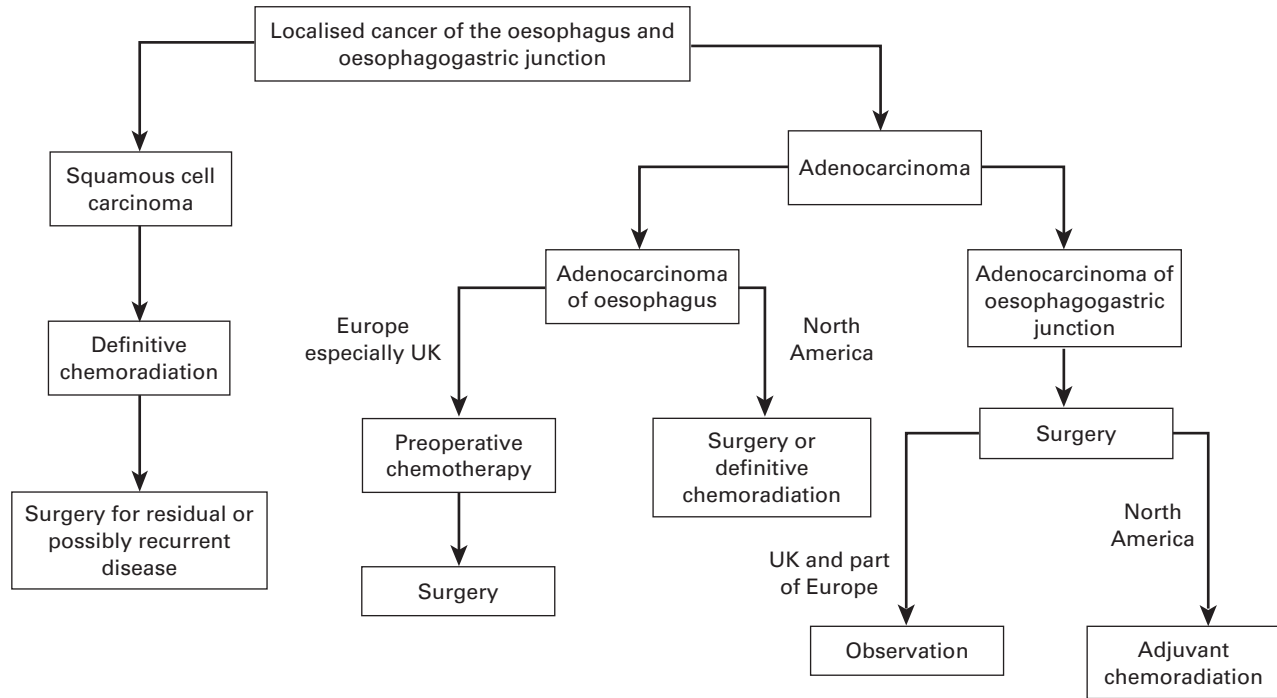 Localised cancer of the oesophagus and
oesophagogastric junction
Squamous cell
carcinoma
Adenocarcinoma
Adenocarcinoma
of oesophagus
Adenocarcinoma of
oesophagogastric
junction
Definitive
chemoradiation
Europe
especially UK
North
America
Preoperative
chemotherapy
Surgery or
definitive
chemoradiation
Surgery
Surgery for residual or
possibly recurrent
disease
Surgery
UK and part
of Europe
North
America
Observation
Adjuvant
chemoradiation